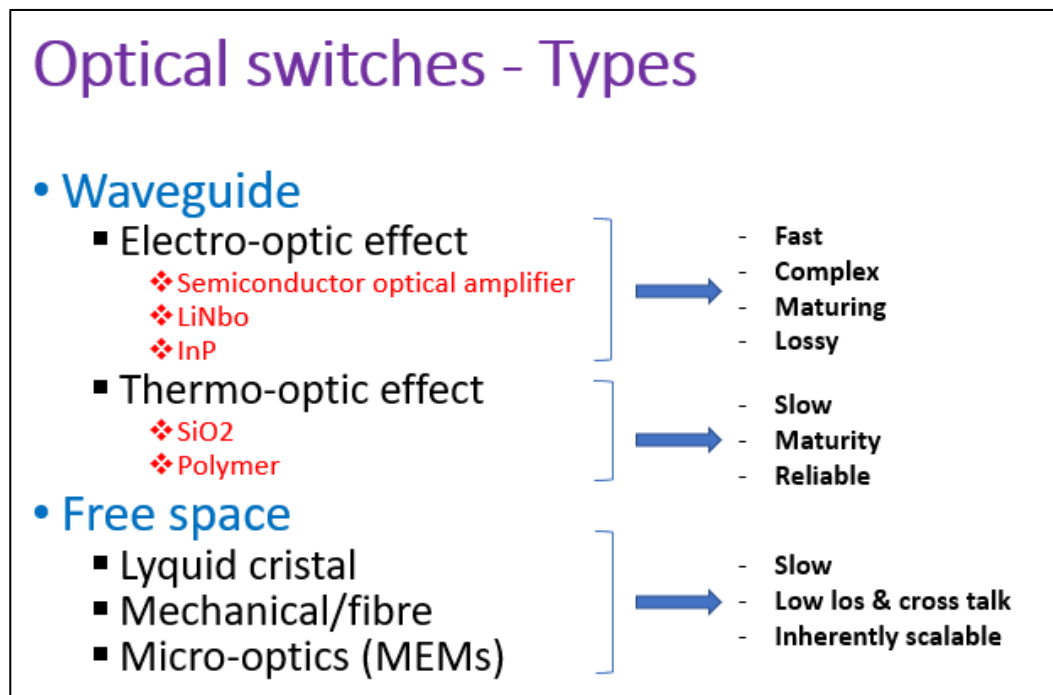 Optical switches - Types
• Waveguide
▪ Electro-optic effect
❖ Semiconductor optical amplifier
❖ LiNbo
❖ InP
- Fast
- Complex
- Maturing
- Lossy
▪ Thermo-optic effect
❖ SiO2
❖ Polymer
- Slow
- Maturity
- Reliable
• Free space
▪ Lyquid cristal
▪ Mechanical/fibre
▪ Micro-optics (MEMs)
- Slow
- Low los & cross talk
- Inherently scalable